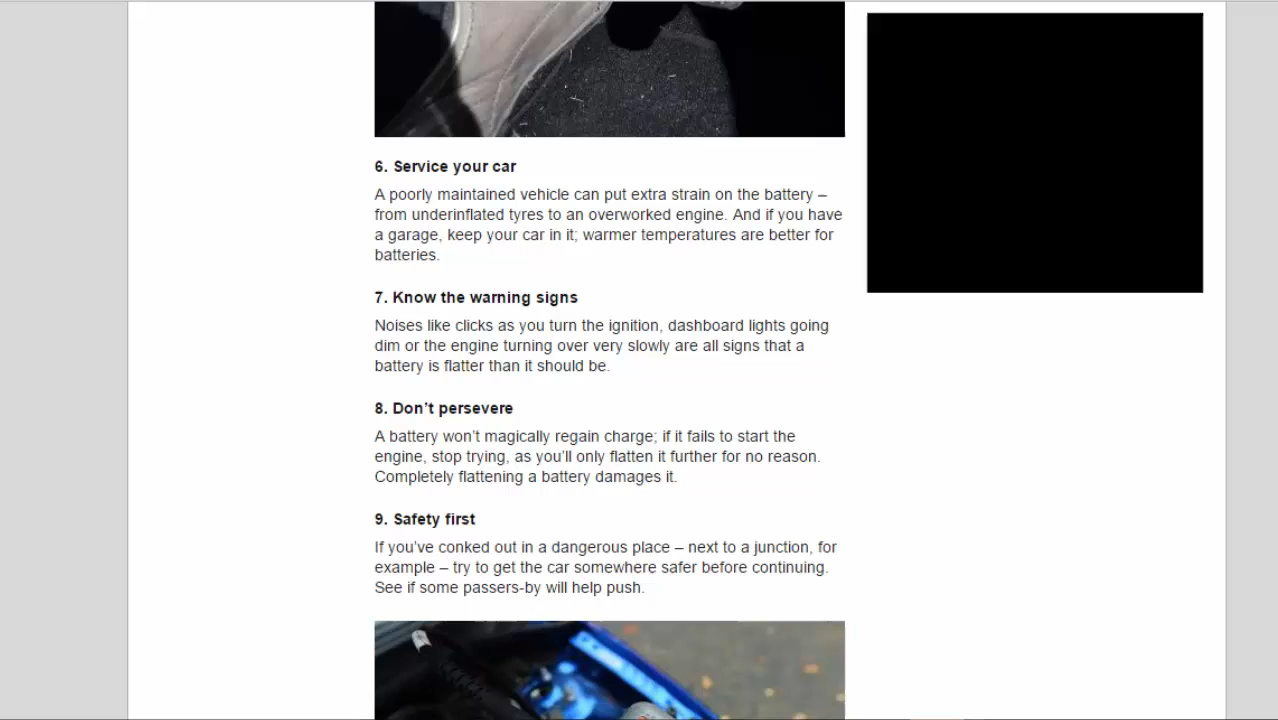 6. Service your car
A poorly maintained vehicle can put extra strain on the battery –
from underinflated tyres to an overworked engine. And if you have
a garage, keep your car in it; warmer temperatures are better for
batteries.
7. Know the warning signs
Noises like clicks as you turn the ignition, dashboard lights going
dim or the engine turning over very slowly are all signs that a
battery is flatter than it should be.
8. Don’t persevere
A battery won’t magically regain charge; if it fails to start the
engine, stop trying, as you’ll only flatten it further for no reason.
Completely flattening a battery damages it.
9. Safety first
If you’ve conked out in a dangerous place – next to a junction, for
example – try to get the car somewhere safer before continuing.
See if some passers-by will help push.